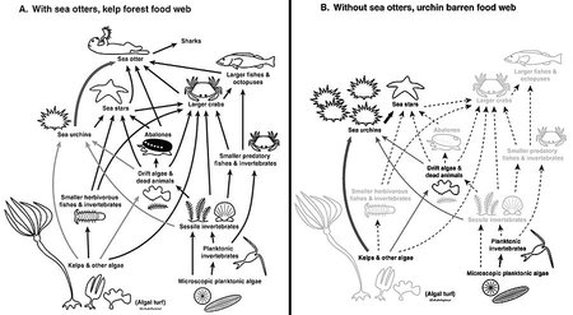 A. With sea otters, kelp forest food web
Sharks
Sea otter
Larger fishes &
octopuses
Sea stars
Larger crabs
Sea urchins
Abalones
Drift algae &
dead animals
Smaller predatory
fishes & invertebrates
Smaller herbivorous
fishes & invertebrates
Sessile invertebrates
Planktonic
invertebrates
Kelps & other algae
Microscopic planktonic algae
(Algal turf)
B. Without sea otters, urchin barren food web
Larger fishes &
octopuses
Sea stars
Larger crabs
Sea urchins
Abalones
Drift algae &
dead animals
Smaller predatory
fishes & invertebrates
Smaller herbivorous
fishes & invertebrates
Sessile invertebrates
Planktonic
invertebrates
Kelps & other algae
Microscopic planktonic algae
(Algal turf)